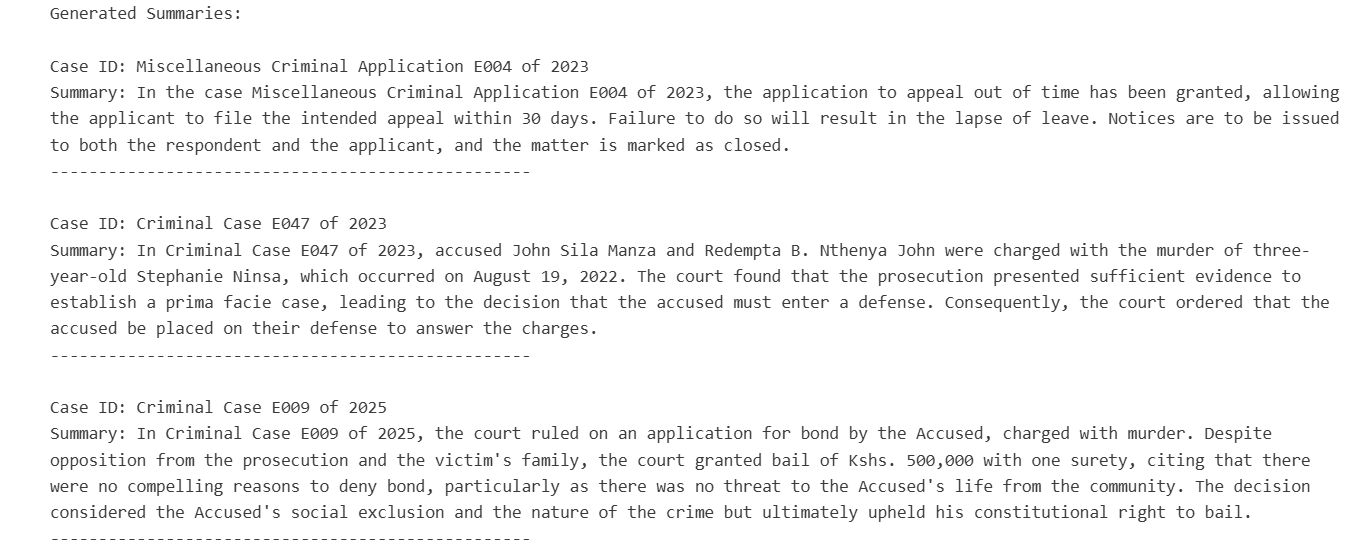 Generated Summaries:
Case ID: Miscellaneous Criminal Application E004 of 2023
Summary: In the case Miscellaneous Criminal Application E004 of 2023, the application to appeal out of time has been granted, allowing
the applicant to file the intended appeal within 30 days. Failure to do so will result in the lapse of leave. Notices are to be issued
to both the respondent and the applicant, and the matter is marked as closed.
--------------------------------------------------
Case ID: Criminal Case E047 of 2023
Summary: In Criminal Case E047 of 2023, accused John Sila Manza and Redempta B. Nthenya John were charged with the murder of three-
year-old Stephanie Ninsa, which occurred on August 19, 2022. The court found that the prosecution presented sufficient evidence to
establish a prima facie case, leading to the decision that the accused must enter a defense. Consequently, the court ordered that the
accused be placed on their defense to answer the charges.
--------------------------------------------------
Case ID: Criminal Case E009 of 2025
Summary: In Criminal Case E009 of 2025, the court ruled on an application for bond by the Accused, charged with murder. Despite
opposition from the prosecution and the victim's family, the court granted bail of Kshs. 500,000 with one surety, citing that there
were no compelling reasons to deny bond, particularly as there was no threat to the Accused's life from the community. The decision
considered the Accused's social exclusion and the nature of the crime but ultimately upheld his constitutional right to bail.
--------------------------------------------------